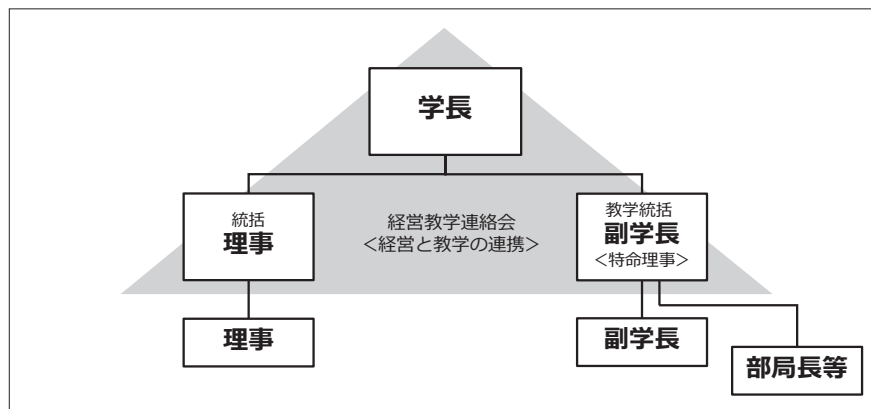 学長
統括
理事
経営教学連絡会
<経営と教学の連携>
教学統括
副学長
<特命理事>
理事
副学長
部局長等